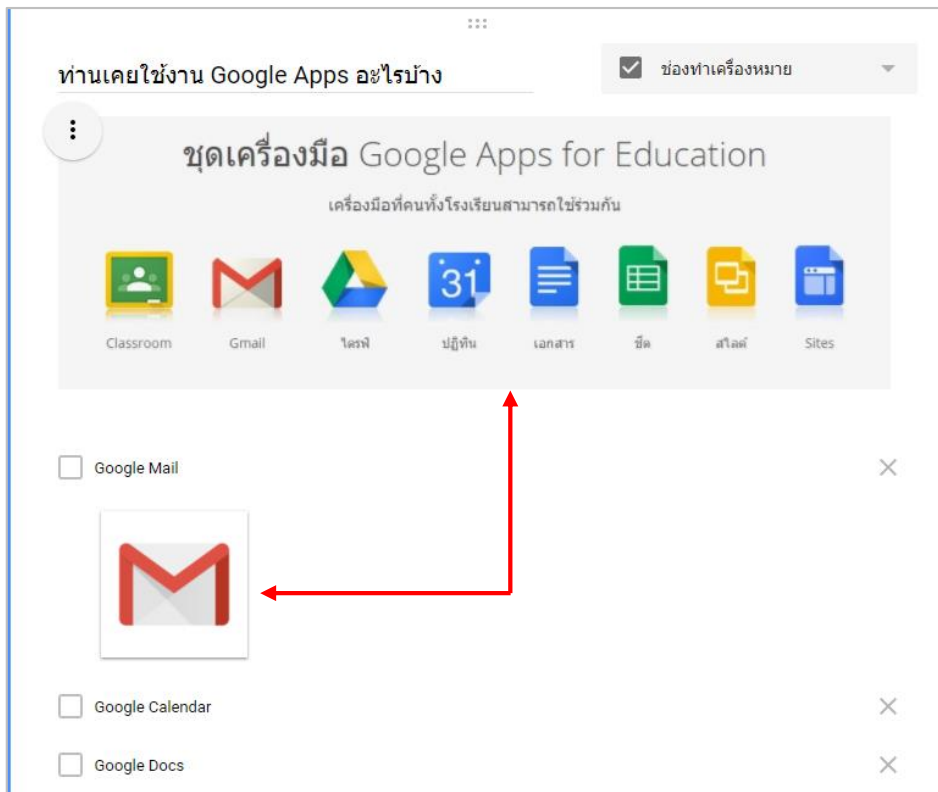 ท่านเคยใช้งาน Google Apps อะไรบ้าง
ช่องทำเครื่องหมาย
ชุดเครื่องมือ Google Apps for Education
เครื่องมือที่คนทั้งโรงเรียนสามารถใช้ร่วมกัน
31
Classroom Gmail ไดรฟ์ ปฏิทิน เอกสาร ชีต สไลด์ Sites
Google Mail
Google Calendar
Google Docs